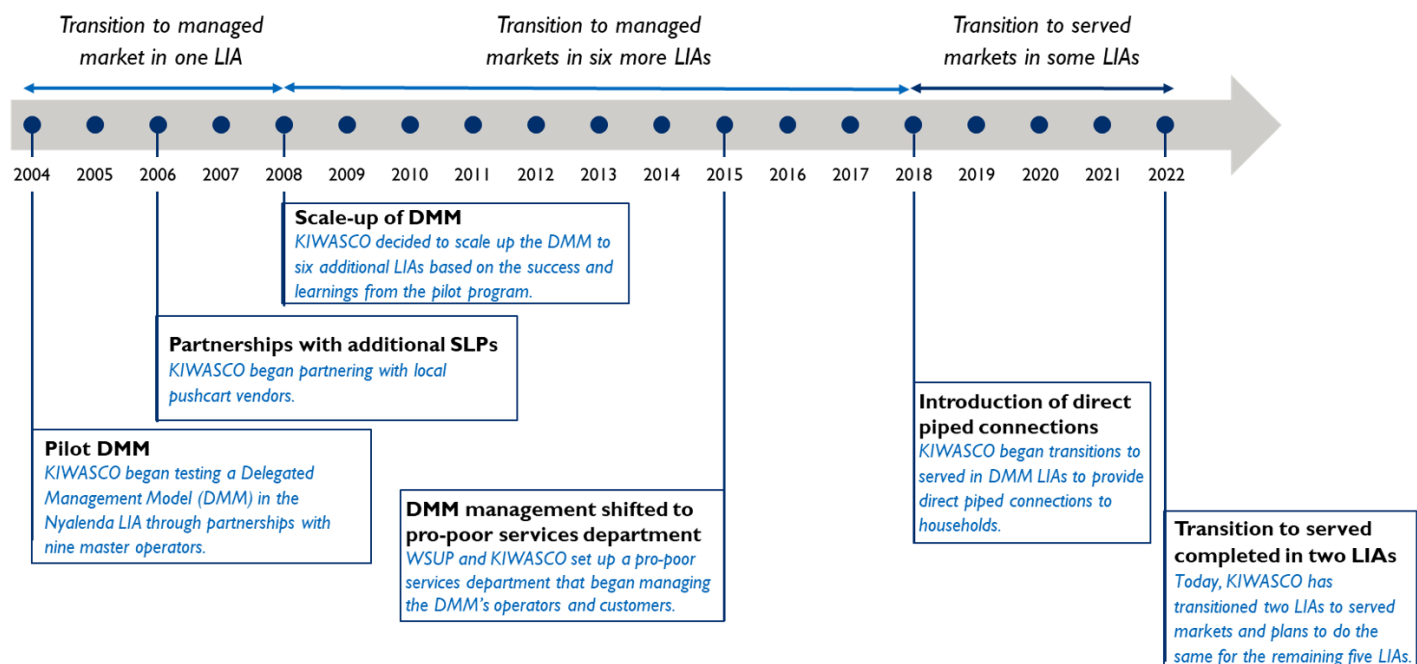 Transition to managed
market in one LIA
Transition to managed
markets in six more LIAs
Transition to served
markets in some LIAs
2004 2005 2006 2007 2008 2009 2010 2011 2012 2013 2014 2015 2016 2017 2018 2019 2020 2021 2022
Scale-up of DMM
KIWASCO decided to scale up the DMM to
six additional LIAs based on the success and
learnings from the pilot program.
Partnerships with additional SLPs
KIWASCO began partnering with local
pushcart vendors.
Pilot DMM
KIWASCO began testing a Delegated
Management Model (DMM) in the
Nyalenda LIA through partnerships with
nine master operators.
DMM management shifted to
pro-poor services department
WSUP and KIWASCO set up a pro-poor
services department that began managing
the DMM's operators and customers.
Introduction of direct
piped connections
KIWASCO began transitions to
served in DMM LIAs to provide
direct piped connections to
households.
Transition to served
completed in two LIAs
Today, KIWASCO has
transitioned two LIAs to served
markets and plans to do the
same for the remaining five LIAs.